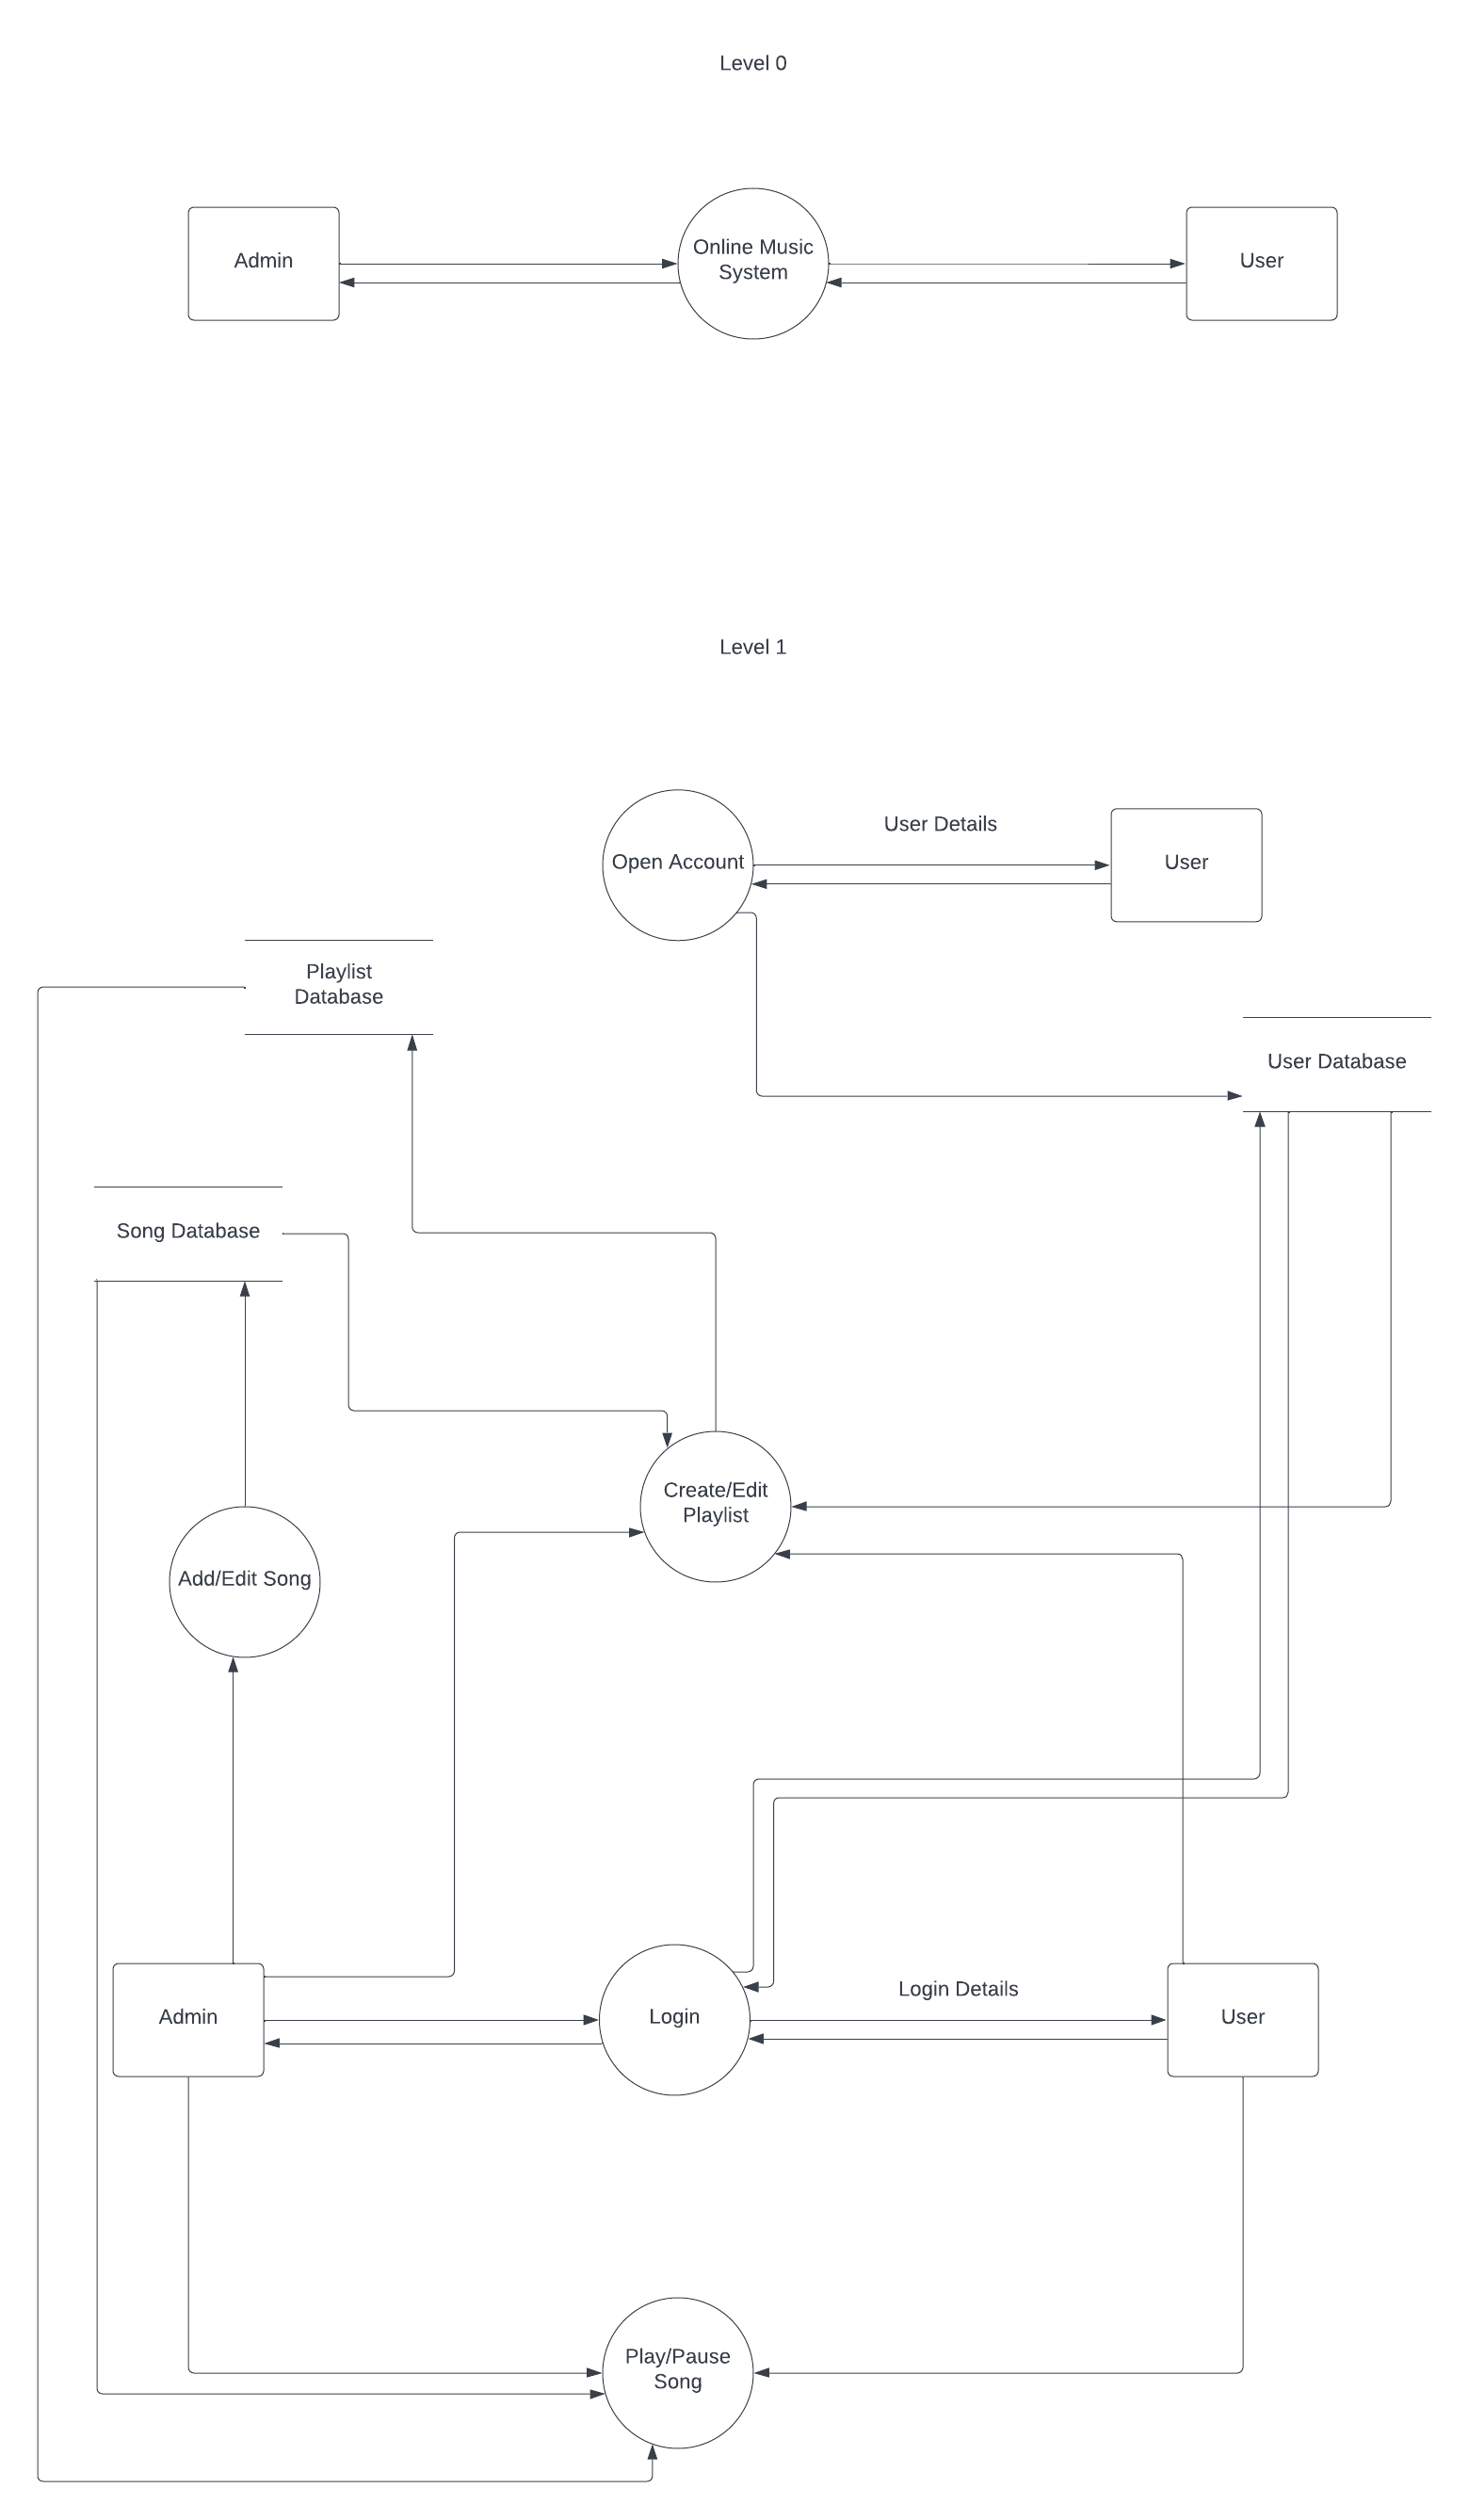 Level 0
Admin
Online Music
System
User
Level 1
Open Account
User Details
User
Playlist
Database
User Database
Song Database
Create/Edit
Playlist
Add/Edit Song
Admin
Login
Login Details
User
Play/Pause
Song